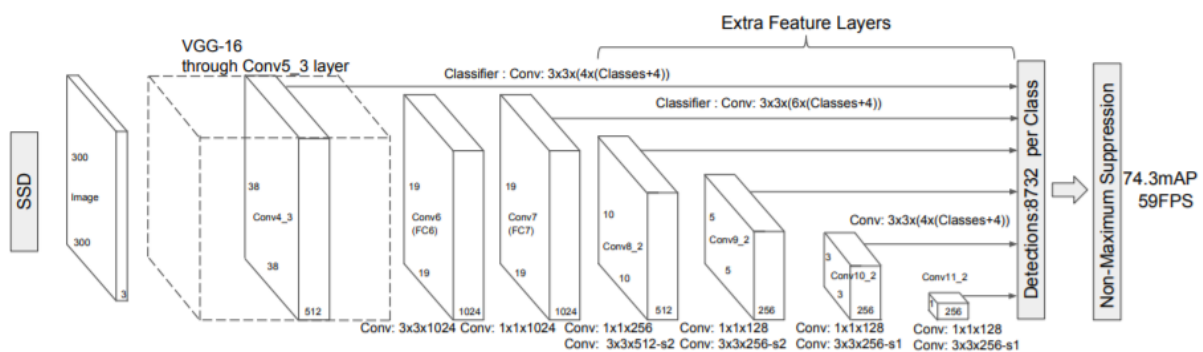 Extra Feature Layers
VGG-16
through Conv5_3 layer
Classifier : Conv: 3x3x(4x(Classes+4))
Classifier : Conv: 3x3x(6x(Classes+4))
SSD
300
Image
300
3
38
Conv4_3
38
512
19
Conv6
(FC6)
19
1024
19
Conv7
(FC7)
19
1024
10
Conv8_2
10
512
5
Conv9_2
5
256
Conv: 3x3x(4x(Classes+4))
3
Conv10_2
3
256
Conv11_2
1
256
Conv: 3x3x1024
Conv: 1x1x1024
Conv: 1x1x256
Conv: 3x3x512-s2
Conv: 1x1x128
Conv: 3x3x256-s2
Conv: 1x1x128
Conv: 3x3x256-s1
Conv: 1x1x128
Conv: 3x3x256-s1
Detections:8732 per Class
Non-Maximum Suppression
74.3mAP
59FPS